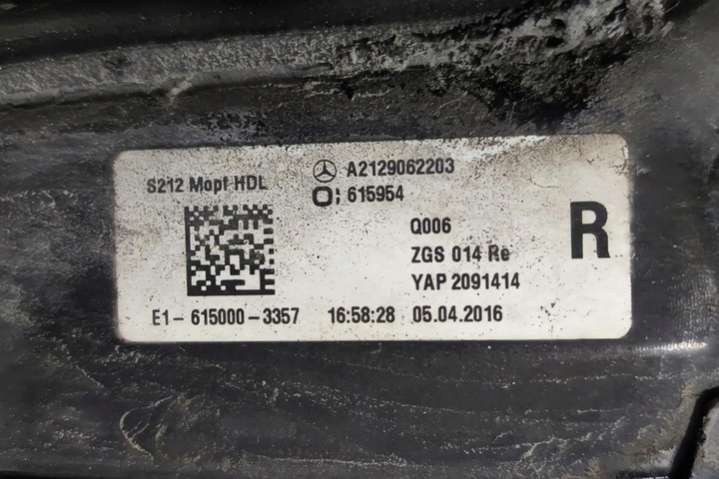 S212 Mopf HDL
A2129062203
615954
Q006
R
ZGS 014 Re
YAP 2091414
E1- 615000- 3357 16:58:28 05.04.2016